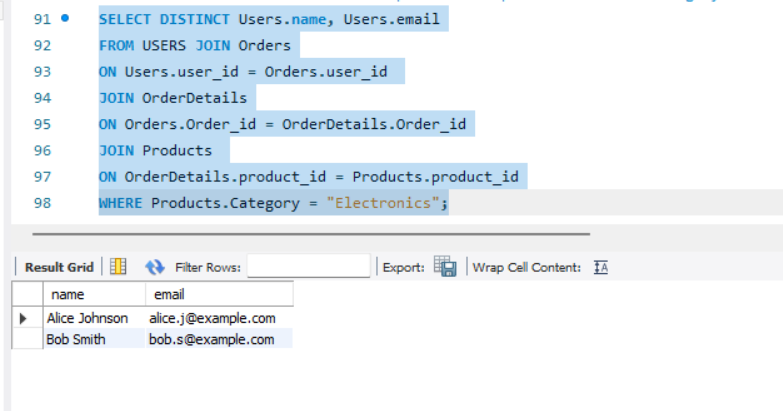 91 SELECT DISTINCT Users.name, Users.email
92 FROM USERS JOIN Orders
93 ON Users.user_id = Orders.user_id
94 JOIN OrderDetails
95 ON Orders.Order_id = OrderDetails.Order_id
96 JOIN Products
97 ON OrderDetails.product_id = Products.product_id
98 WHERE Products.Category = "Electronics";
Result Grid Filter Rows: Export: Wrap Cell Content: IA
name email
Alice Johnson alice.j@example.com
Bob Smith bob.s@example.com